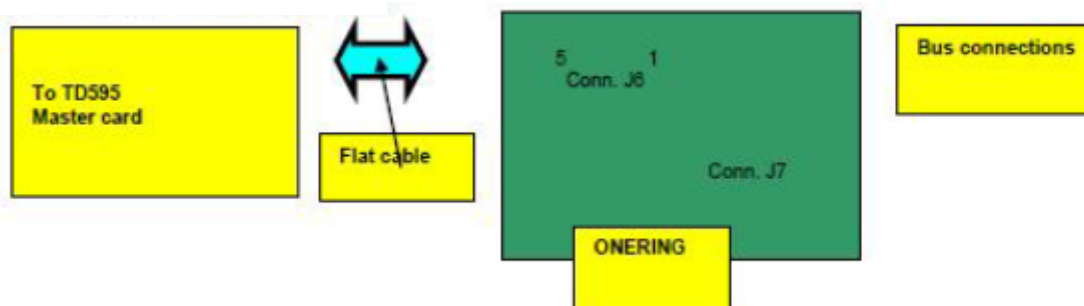 To TD595
Master card
Flat cable
5 1
Conn. J6
Conn. J7
ONERING
Bus connections